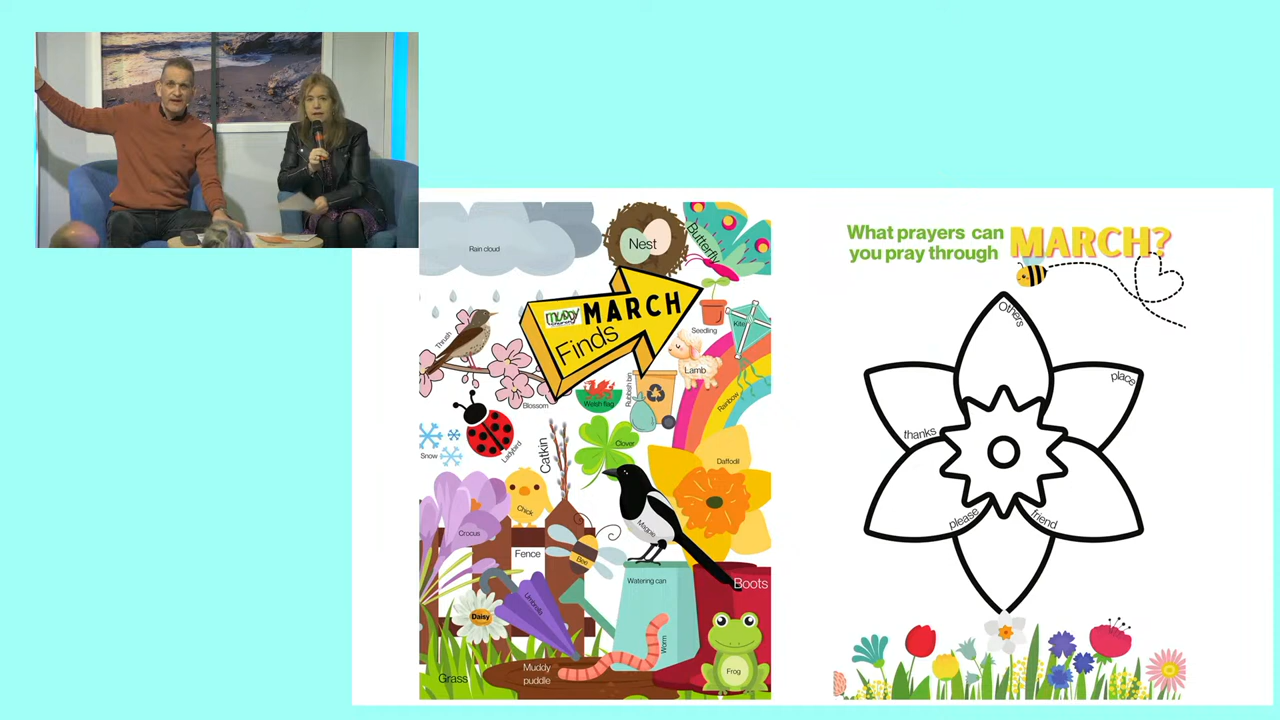 Rain cloud
Nest
Butterfly
MUDDY
MARCH
Finds
Seedling
Kite
Thrush
Lamb
Blossom
Welsh flag
Rubbish bin
Rainbow
Snow
Ladybird
Catkin
Clover
Daffodil
Chick
Crocus
Magpie
Fence
Bee
Watering can
Boots
Umbrella
Daisy
Worm
Muddy
puddle
Frog
Grass
What prayers can
you pray through
MARCH?
Others
place
thanks
please
friend